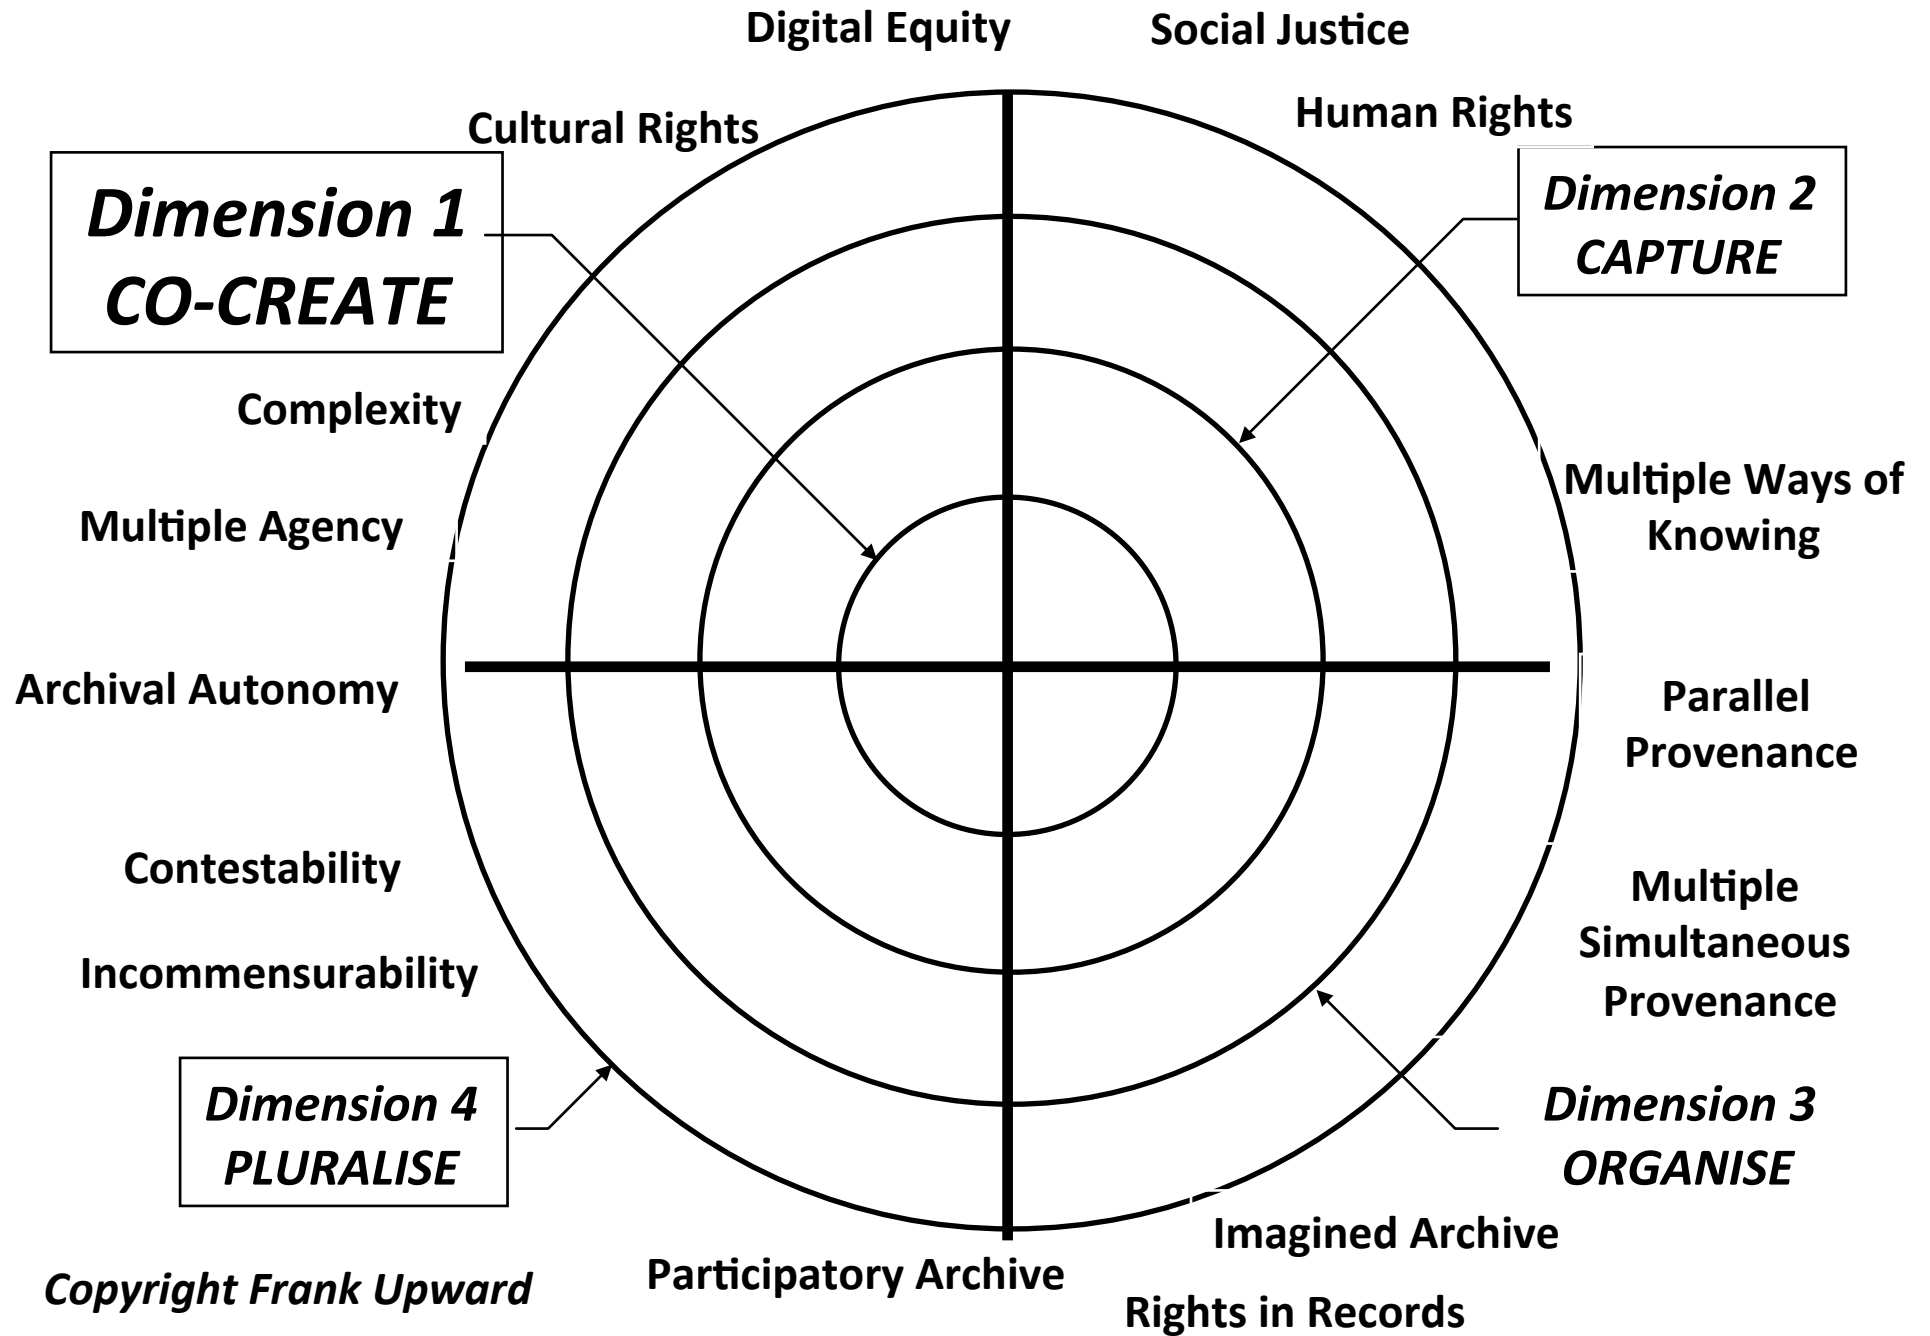 Digital Equity
Social Justice
Cultural Rights
Human Rights
Dimension 1
CO-CREATE
Dimension 2
CAPTURE
Complexity
Multiple Ways of
Knowing
Multiple Agency
Archival Autonomy
Parallel
Provenance
Contestability
Multiple
Simultaneous
Provenance
Incommensurability
Dimension 4
PLURALISE
Dimension 3
ORGANISE
Imagined Archive
Participatory Archive
Copyright Frank Upward
Rights in Records